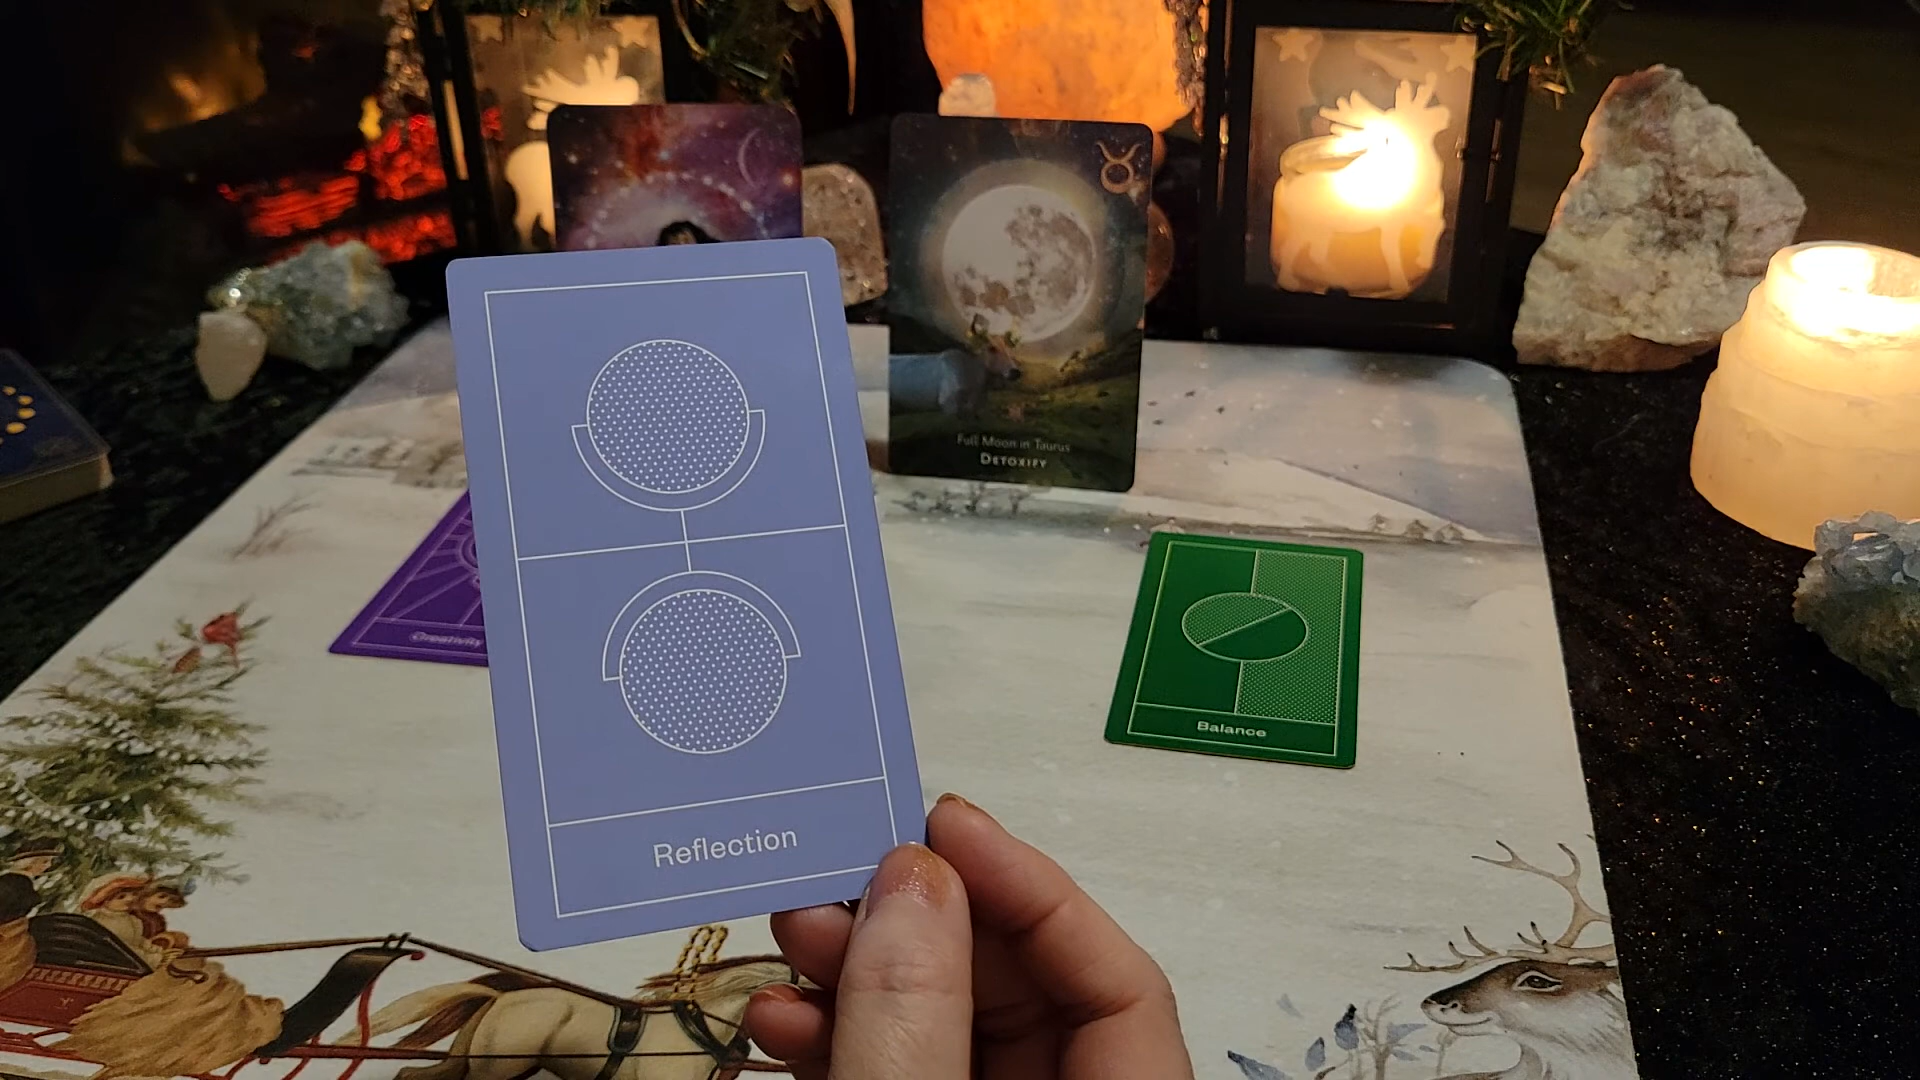 Full Moon in Taurus
Detoxify
Creativity
Balance
Reflection